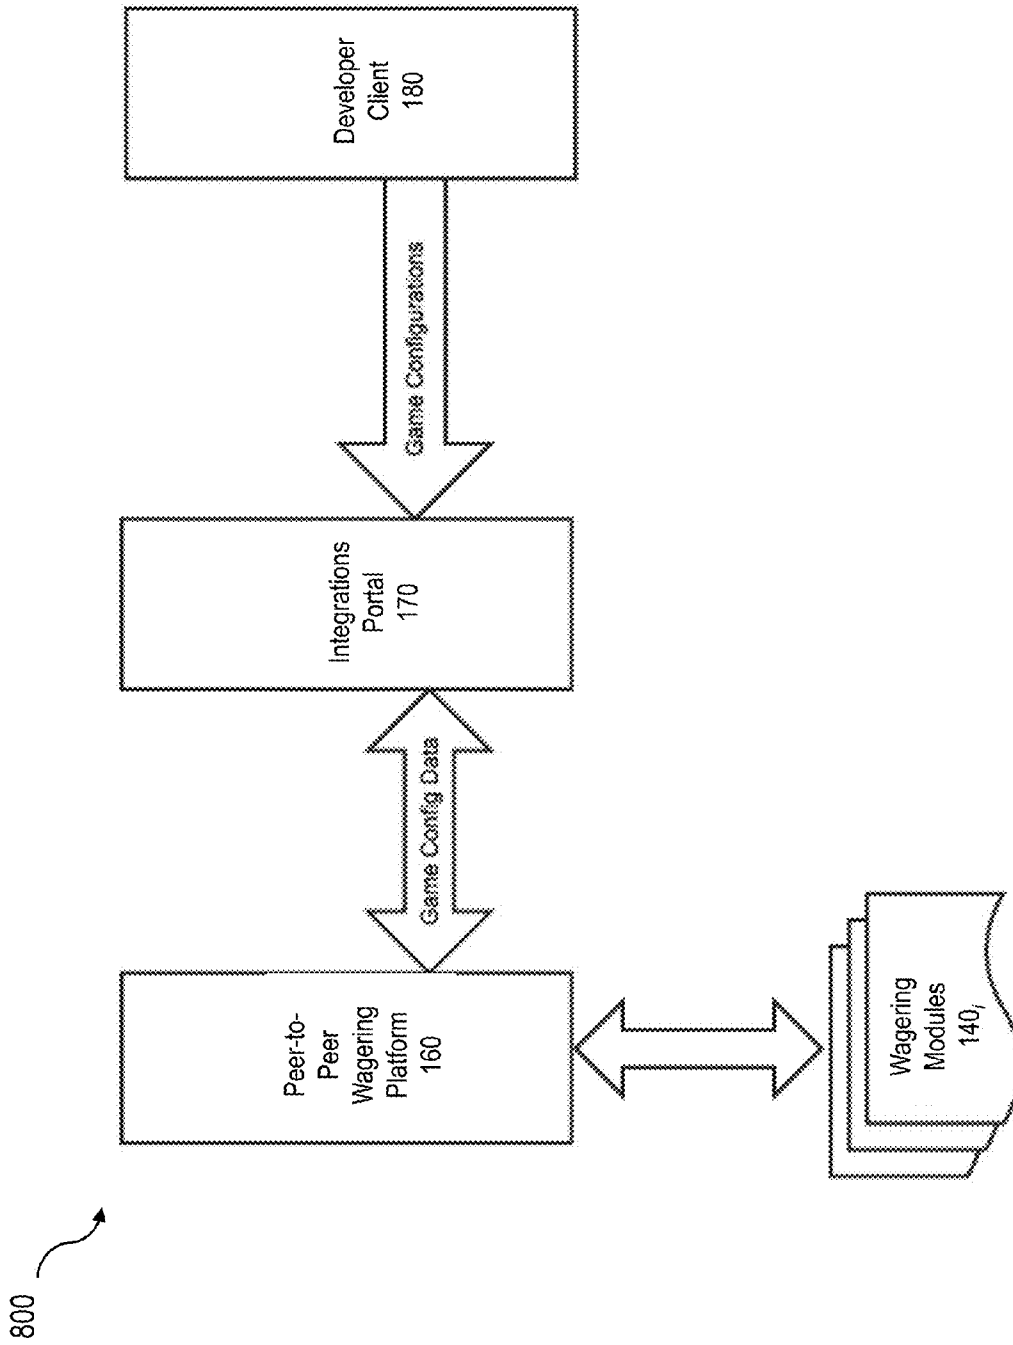 800
Peer-to-
Peer
Wagering
Platform
160
Game Config Data
Integrations
Portal
170
Game Configurations
Developer
Client
180
Wagering
Modules
140i